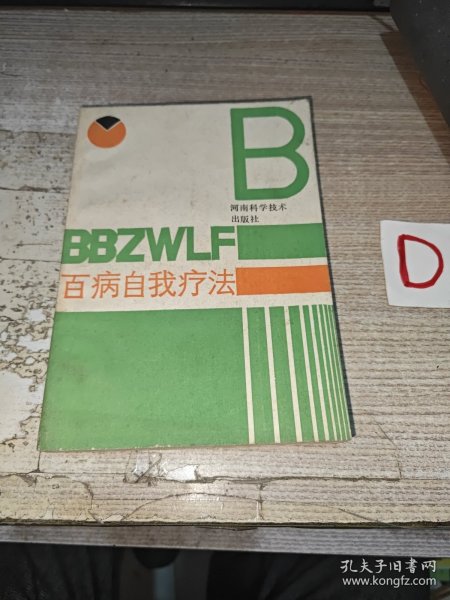 B
河南科学技术
出版社
BBZWLF
百病自我疗法
D
孔夫子旧书网
www.kongfz.com